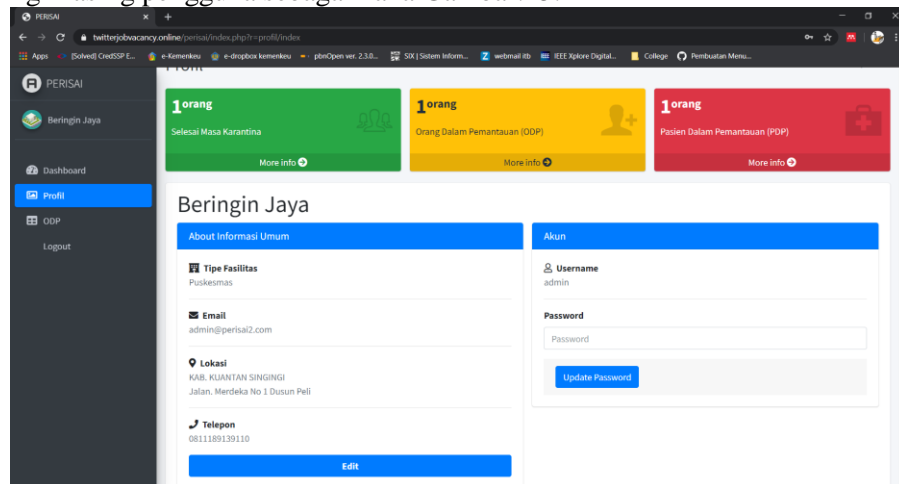 PERISAI
twitterjobvacancy.online/perisai/index.php?r=profil/index
Apps
[Solved] CredSSP E...
e-Kemenkeu
e-dropbox kemenkeu
pbnOpen ver. 2.3.0...
SIX | Sistem Inform...
webmail itb
IEEE Xplore Digital...
College
Pembuatan Menu...
PERISAI
Beringin Jaya
Dashboard
Profil
ODP
Logout
1 orang
Selesai Masa Karantina
More info
1 orang
Orang Dalam Pemantauan (ODP)
More info
1 orang
Pasien Dalam Pemantauan (PDP)
More info
Beringin Jaya
About Informasi Umum
Tipe Fasilitas
Puskesmas
Email
admin@perisai2.com
Lokasi
KAB. KUANTAN SINGINGI
Jalan. Merdeka No 1 Dusun Peli
Telepon
0811189139110
Edit
Akun
Username
admin
Password
Password
Update Password